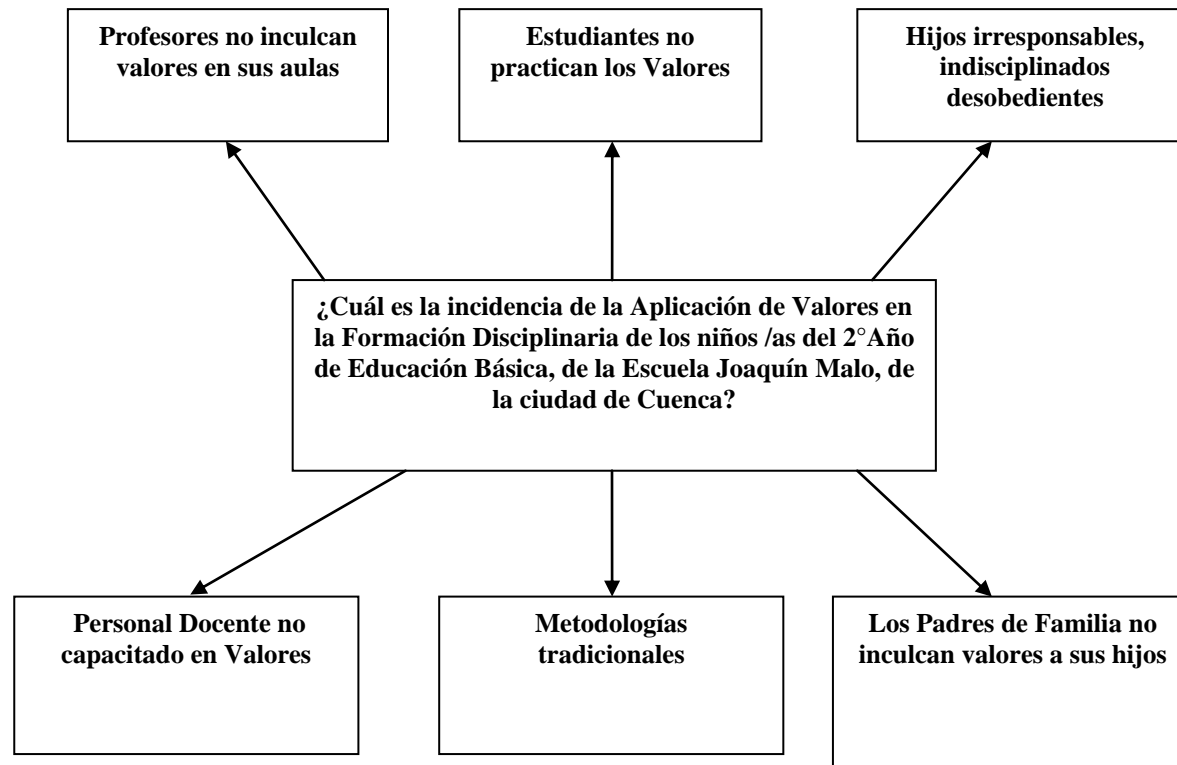 Profesores no inculcan
valores en sus aulas
Estudiantes no
practican los Valores
Hijos irresponsables,
indisciplinados
desobedientes
¿Cuál es la incidencia de la Aplicación de Valores en
la Formación Disciplinaria de los niños /as del 2°Año
de Educación Básica, de la Escuela Joaquín Malo, de
la ciudad de Cuenca?
Personal Docente no
capacitado en Valores
Metodologías
tradicionales
Los Padres de Familia no
inculcan valores a sus hijos